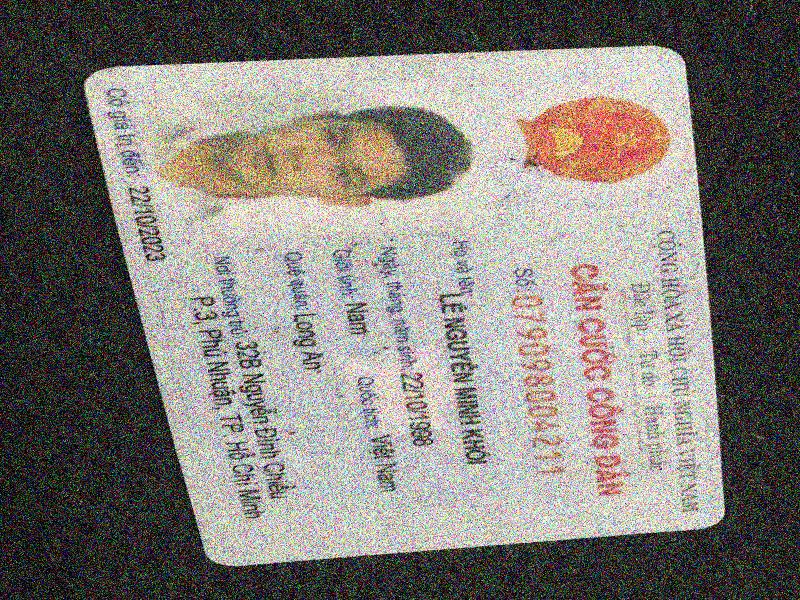 CỘNG HÒA XÃ HỘI CHỦ NGHĨA VIỆT NAM
Độc lập - Tự do - Hạnh phúc
CĂN CƯỚC CÔNG DÂN
Số: 079098004211
Họ và tên: LÊ NGUYỄN MINH KHÔI
Ngày, tháng, năm sinh: 22/10/1998
Giới tính: Nam Quốc tịch: Việt Nam
Quê quán: Long An
Nơi thường trú: 32B Nguyễn Đình Chiểu
P.3, Phú Nhuận, TP. Hồ Chí Minh
Có giá trị đến: 22/10/2023